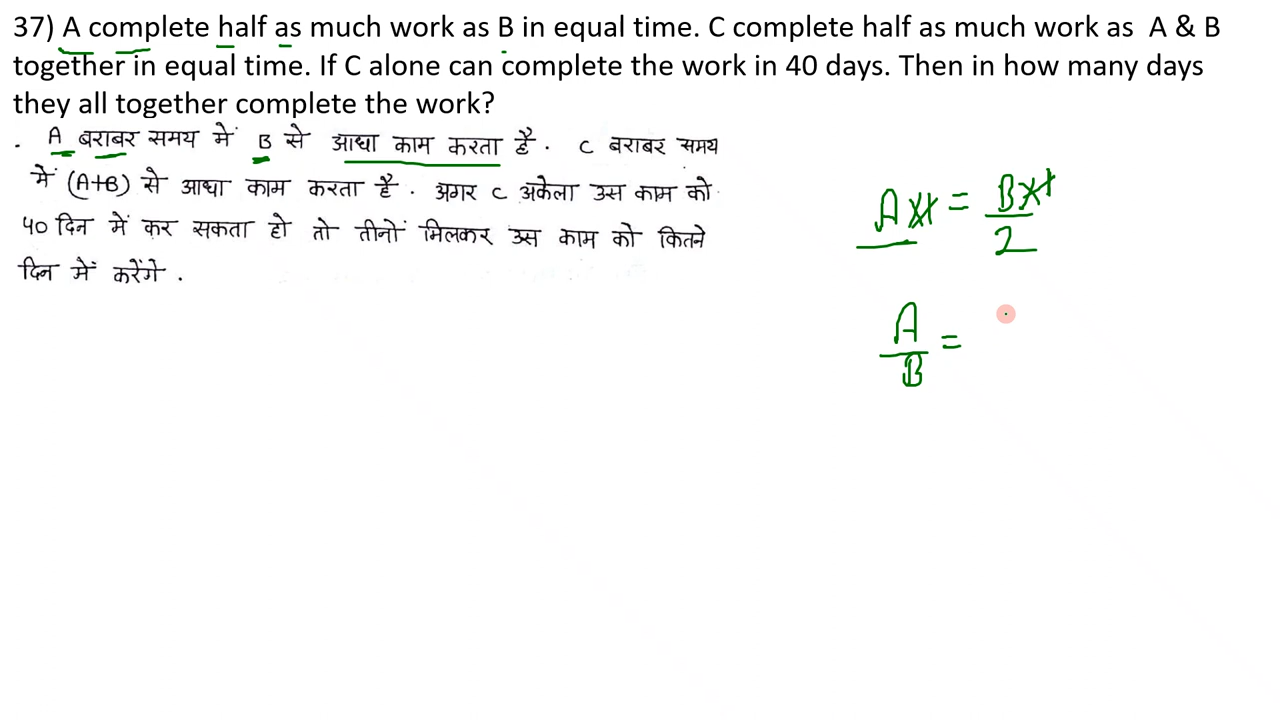 37) A complete half as much work as B in equal time. C complete half as much work as A & B
together in equal time. If C alone can complete the work in 40 days. Then in how many days
they all together complete the work?
. A बराबर समय में B से आधा काम करता है. C बराबर समय
में (A+B) से आधा काम करता है. अगर C अकेला उस काम को
40 दिन में कर सकता हो तो तीनों मिलकर उस काम को कितने
दिन में करेंगे.
A×t = B×t
2
A
B =